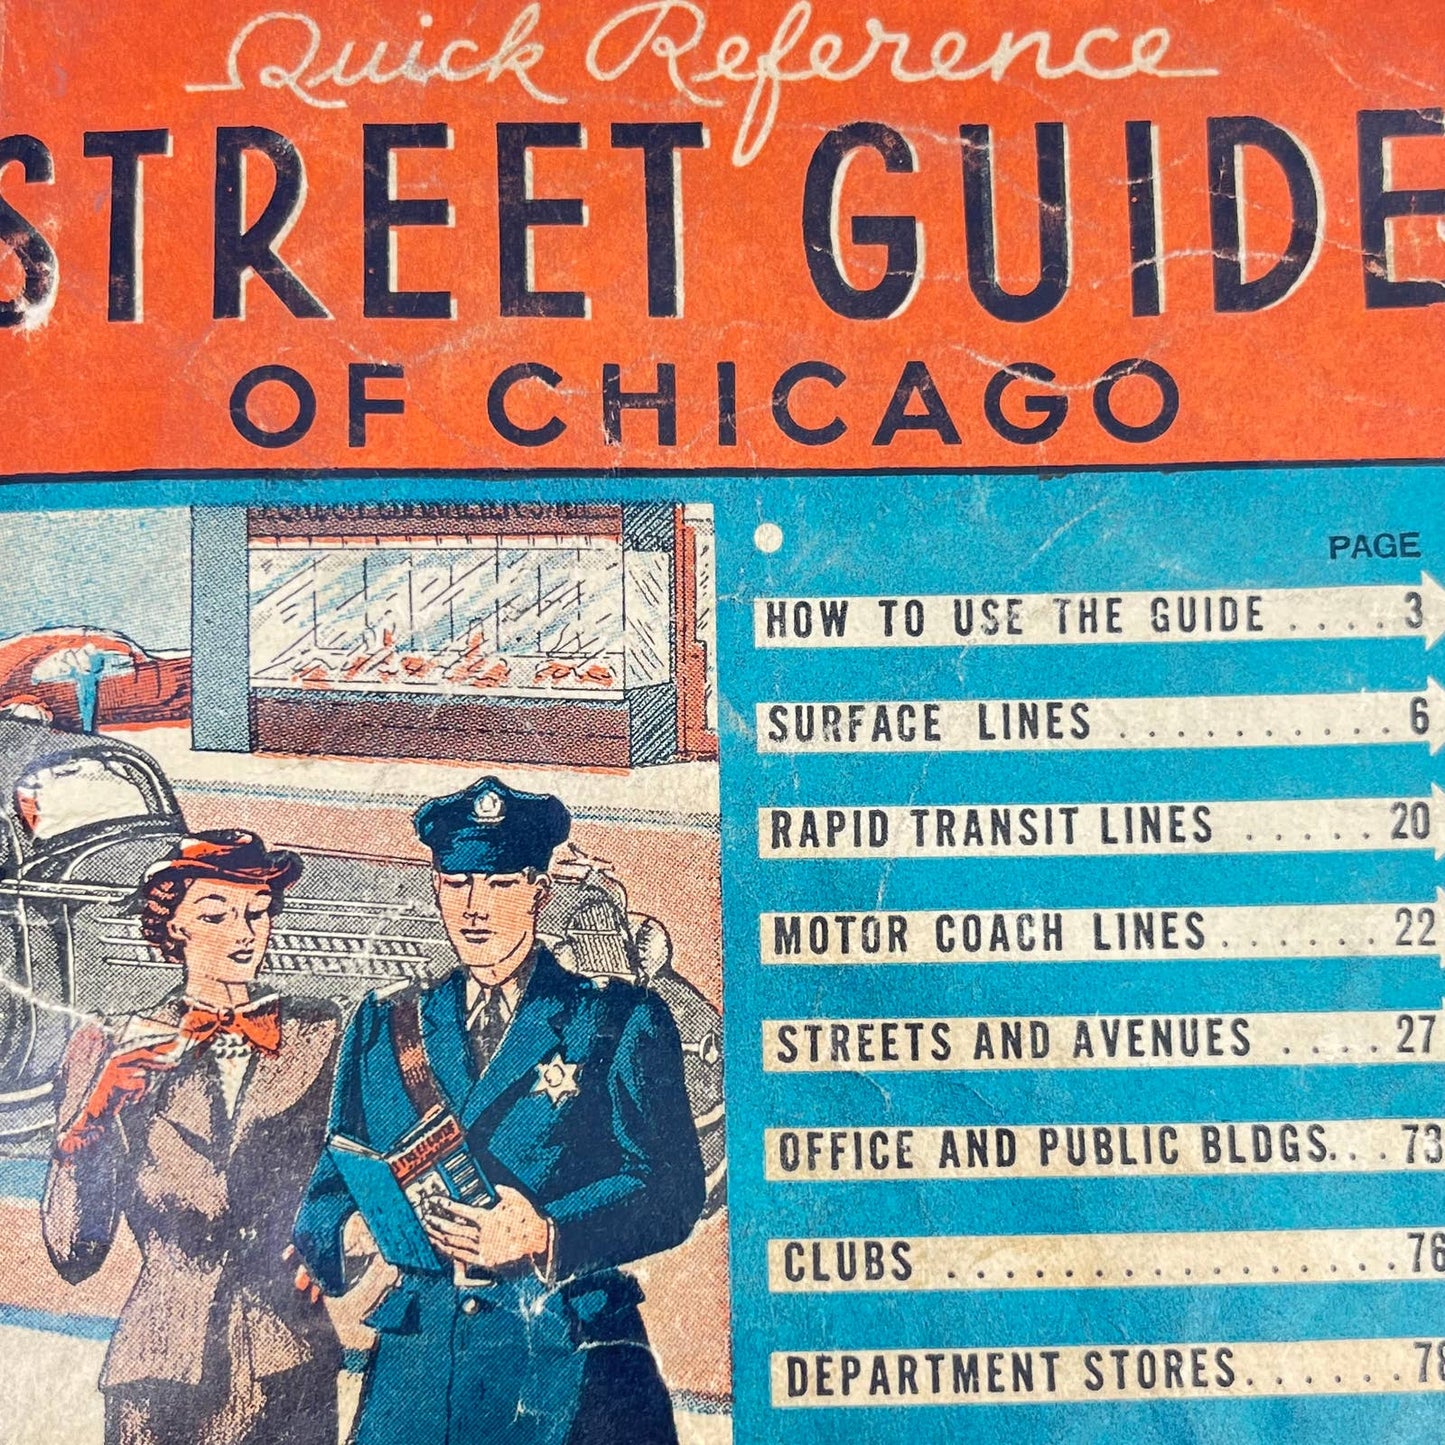 Quick Reference
STREET GUIDE
OF CHICAGO
PAGE
HOW TO USE THE GUIDE .... 3
SURFACE LINES .......... 6
RAPID TRANSIT LINES ..... 20
MOTOR COACH LINES...... 22
STREETS AND AVENUES .... 27
OFFICE AND PUBLIC BLDGS... 73
CLUBS ............. 76
DEPARTMENT STORES...... 78